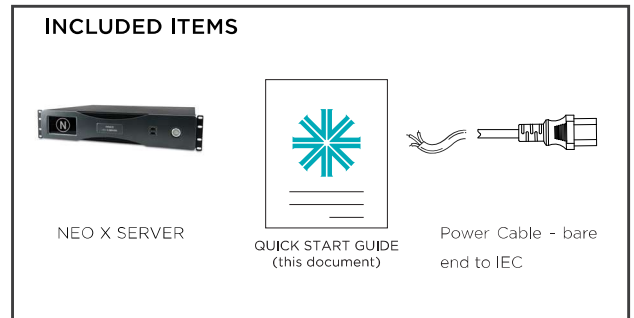 INCLUDED ITEMS
N
NEO X SERVER
QUICK START GUIDE
(this document)
Power Cable - bare
end to IEC